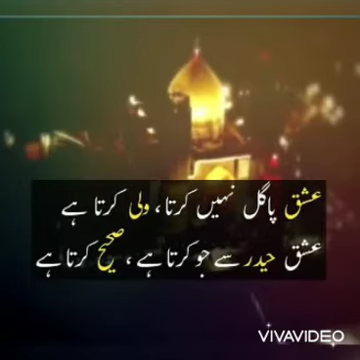 عشق پاگل نہیں کرتا، ولی کرتا ہے
عشق حیدر سے جو کرتا ہے، صحیح کرتا ہے
VIVAVIDEO